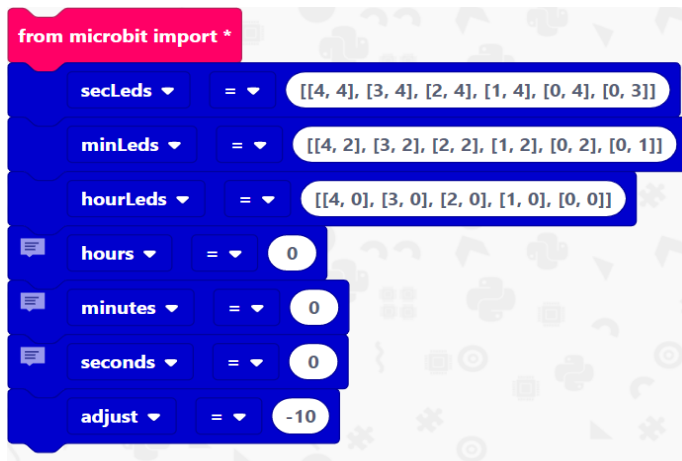 from microbit import *
secLeds = [[4, 4], [3, 4], [2, 4], [1, 4], [0, 4], [0, 3]]
minLeds = [[4, 2], [3, 2], [2, 2], [1, 2], [0, 2], [0, 1]]
hourLeds = [[4, 0], [3, 0], [2, 0], [1, 0], [0, 0]]
hours = 0
minutes = 0
seconds = 0
adjust = -10